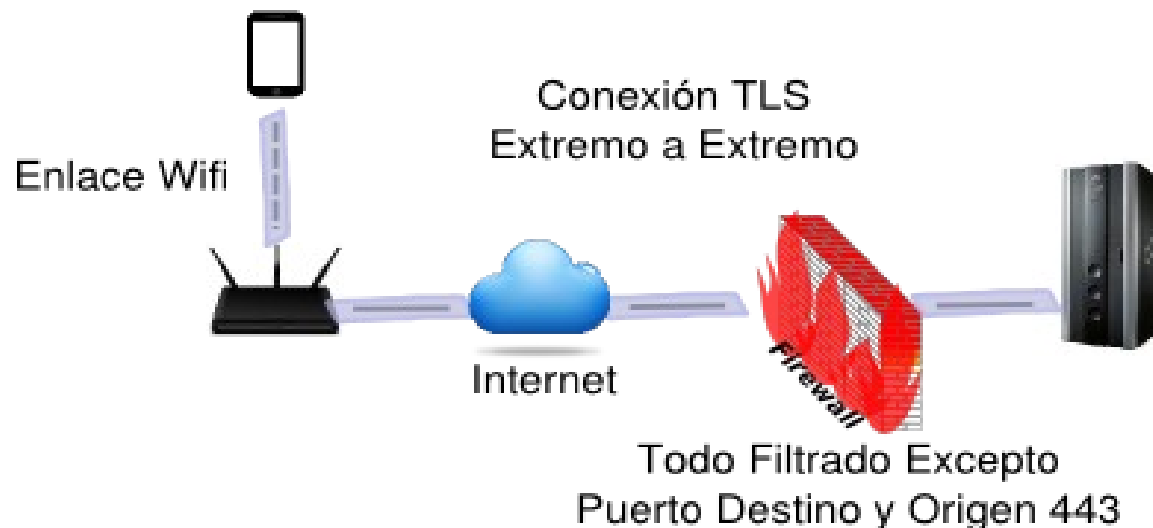 Conexión TLS
Extremo a Extremo
Enlace Wifi
Internet
Firewall
Todo Filtrado Excepto
Puerto Destino y Origen 443